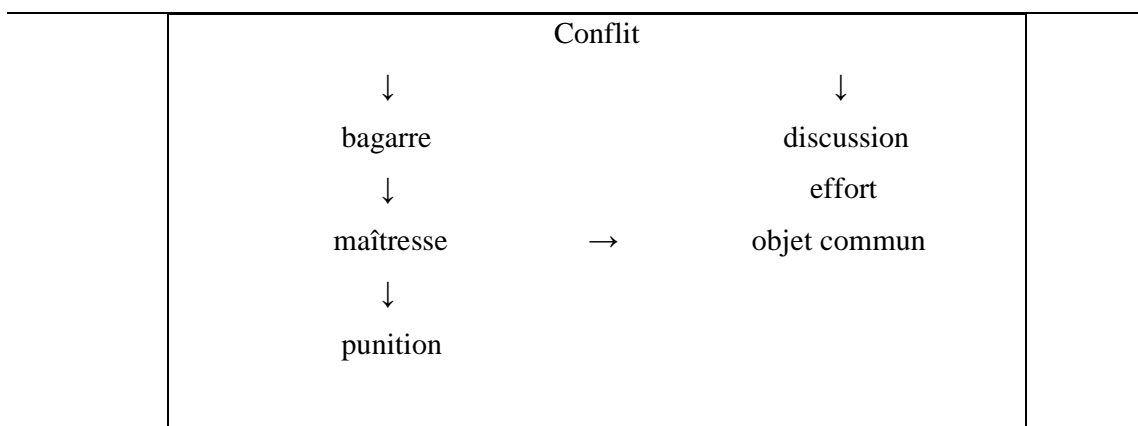 Conflit
↓ ↓
bagarre discussion
↓ effort
maîtresse → objet commun
↓
punition